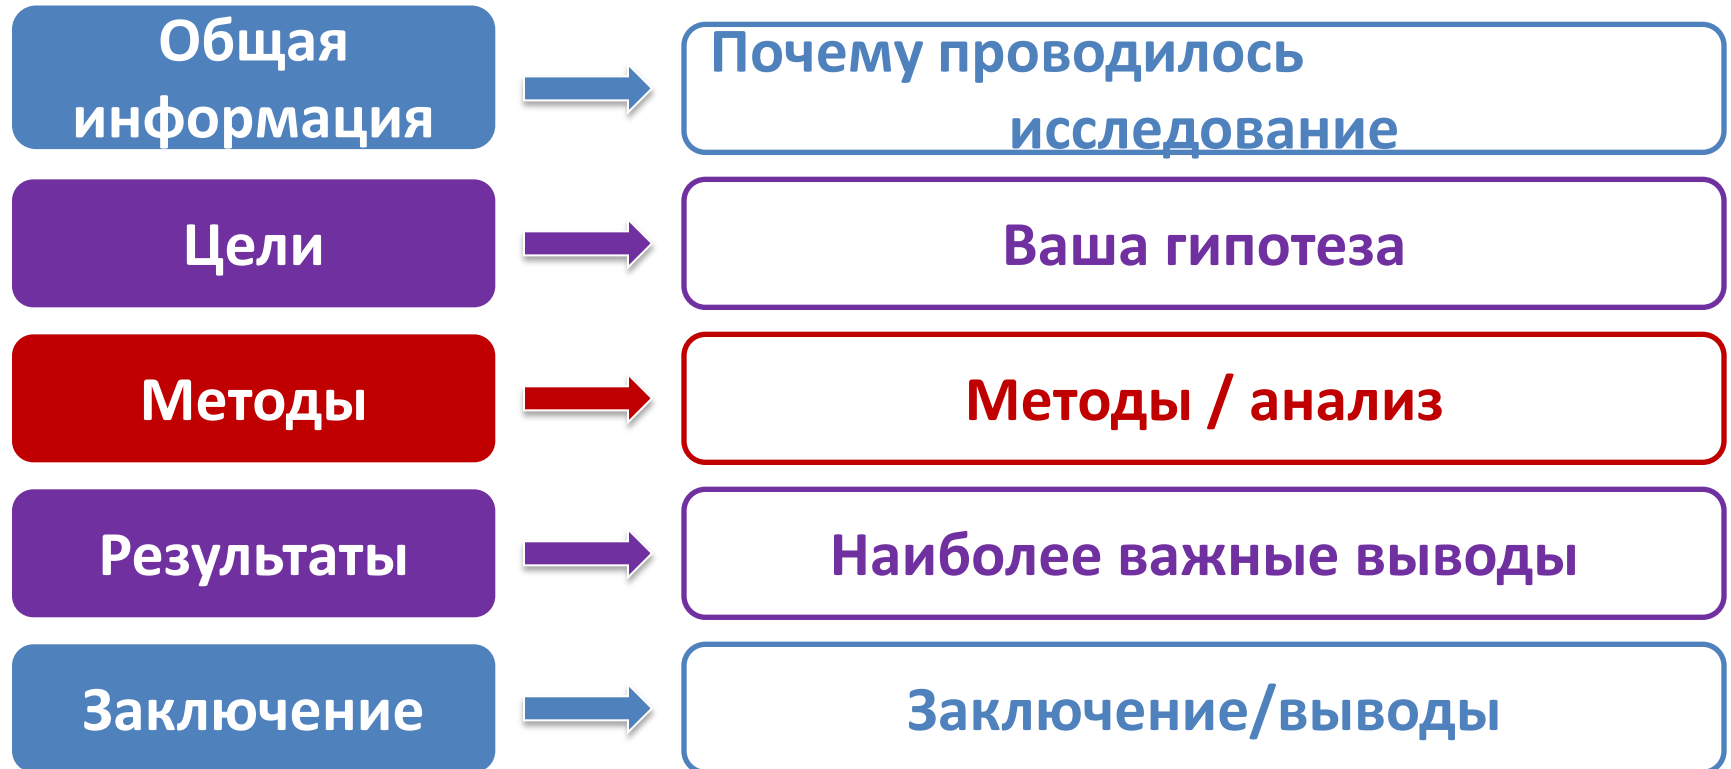 Общая
информация
Почему проводилось
исследование
Цели
Ваша гипотеза
Методы
Методы / анализ
Результаты
Наиболее важные выводы
Заключение
Заключение/выводы